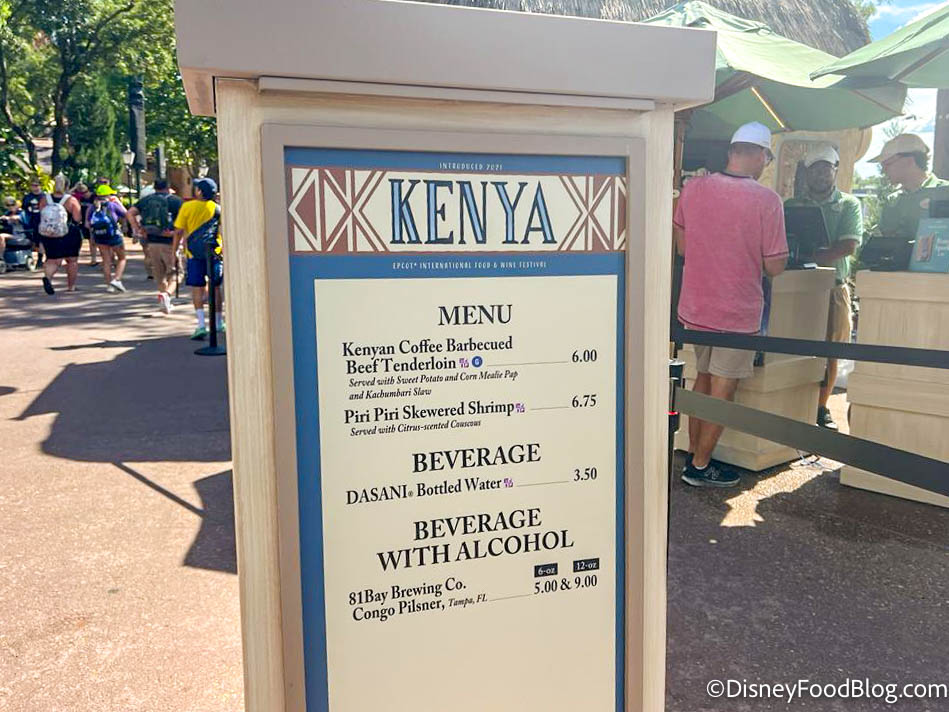 INTRODUCED 2021
KENYA
EPCOT® INTERNATIONAL FOOD & WINE FESTIVAL
MENU
Kenyan Coffee Barbecued
Beef Tenderloin 6.00
Served with Sweet Potato and Corn Mealie Pap
and Kachumbari Slaw
Piri Piri Skewered Shrimp 6.75
Served with Citrus-scented Couscous
BEVERAGE
DASANI® Bottled Water 3.50
BEVERAGE
WITH ALCOHOL
6-oz 12-oz
81Bay Brewing Co.
Congo Pilsner, Tampa, FL 5.00 & 9.00
©DisneyFoodBlog.com